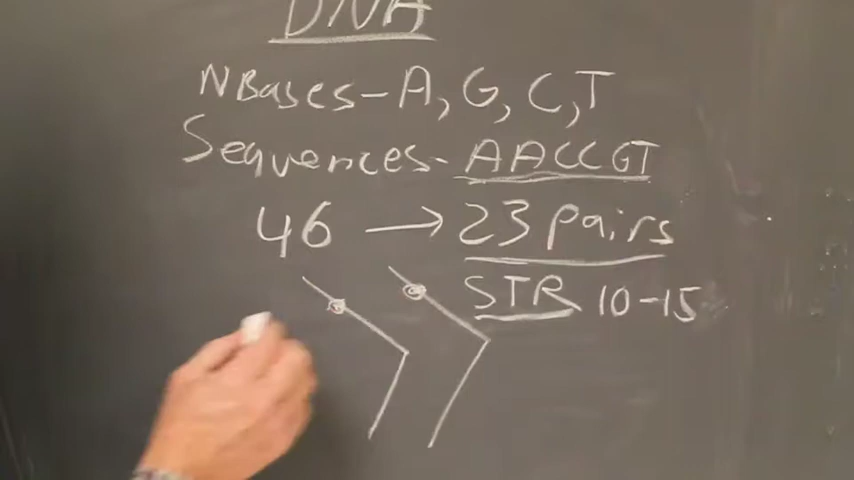 DNA
NBases - A, G, C, T
Sequences - AACCGT
46 → 23 Pairs
STR 10-15